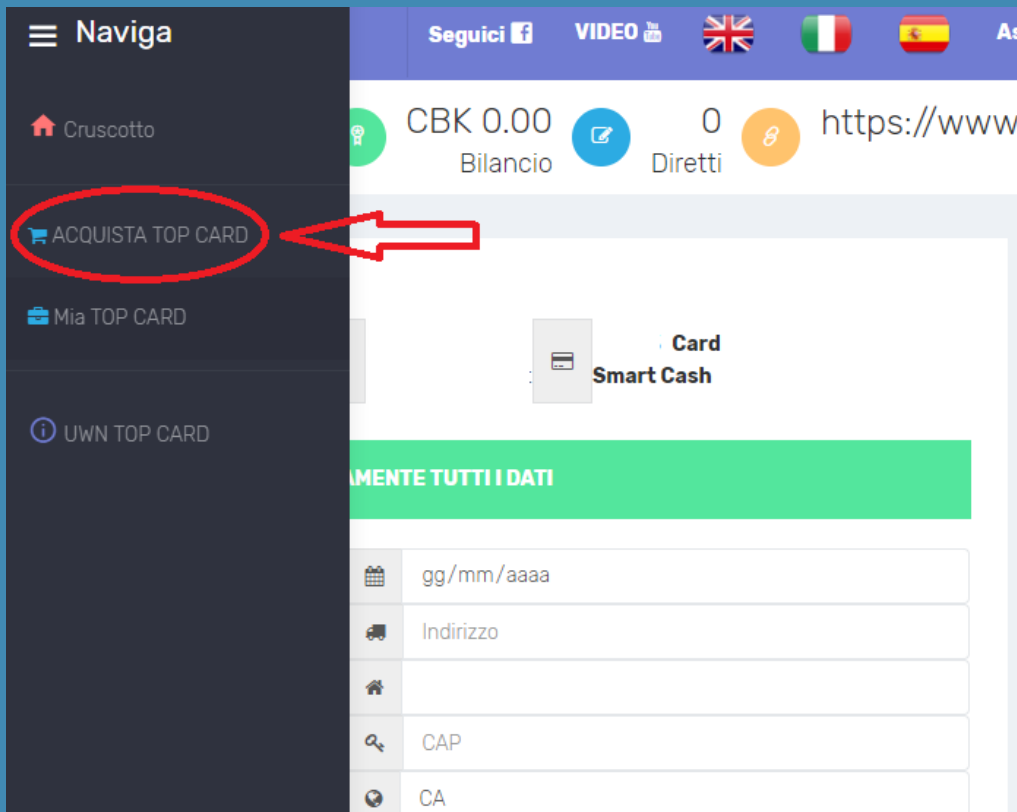 Naviga
Seguici VIDEO
CBK 0.00
Bilancio
0
Diretti
https://www
Cruscotto
ACQUISTA TOP CARD
Mia TOP CARD
UWN TOP CARD
Card
Smart Cash
AMENTE TUTTI I DATI
gg/mm/aaaa
Indirizzo
CAP
CA